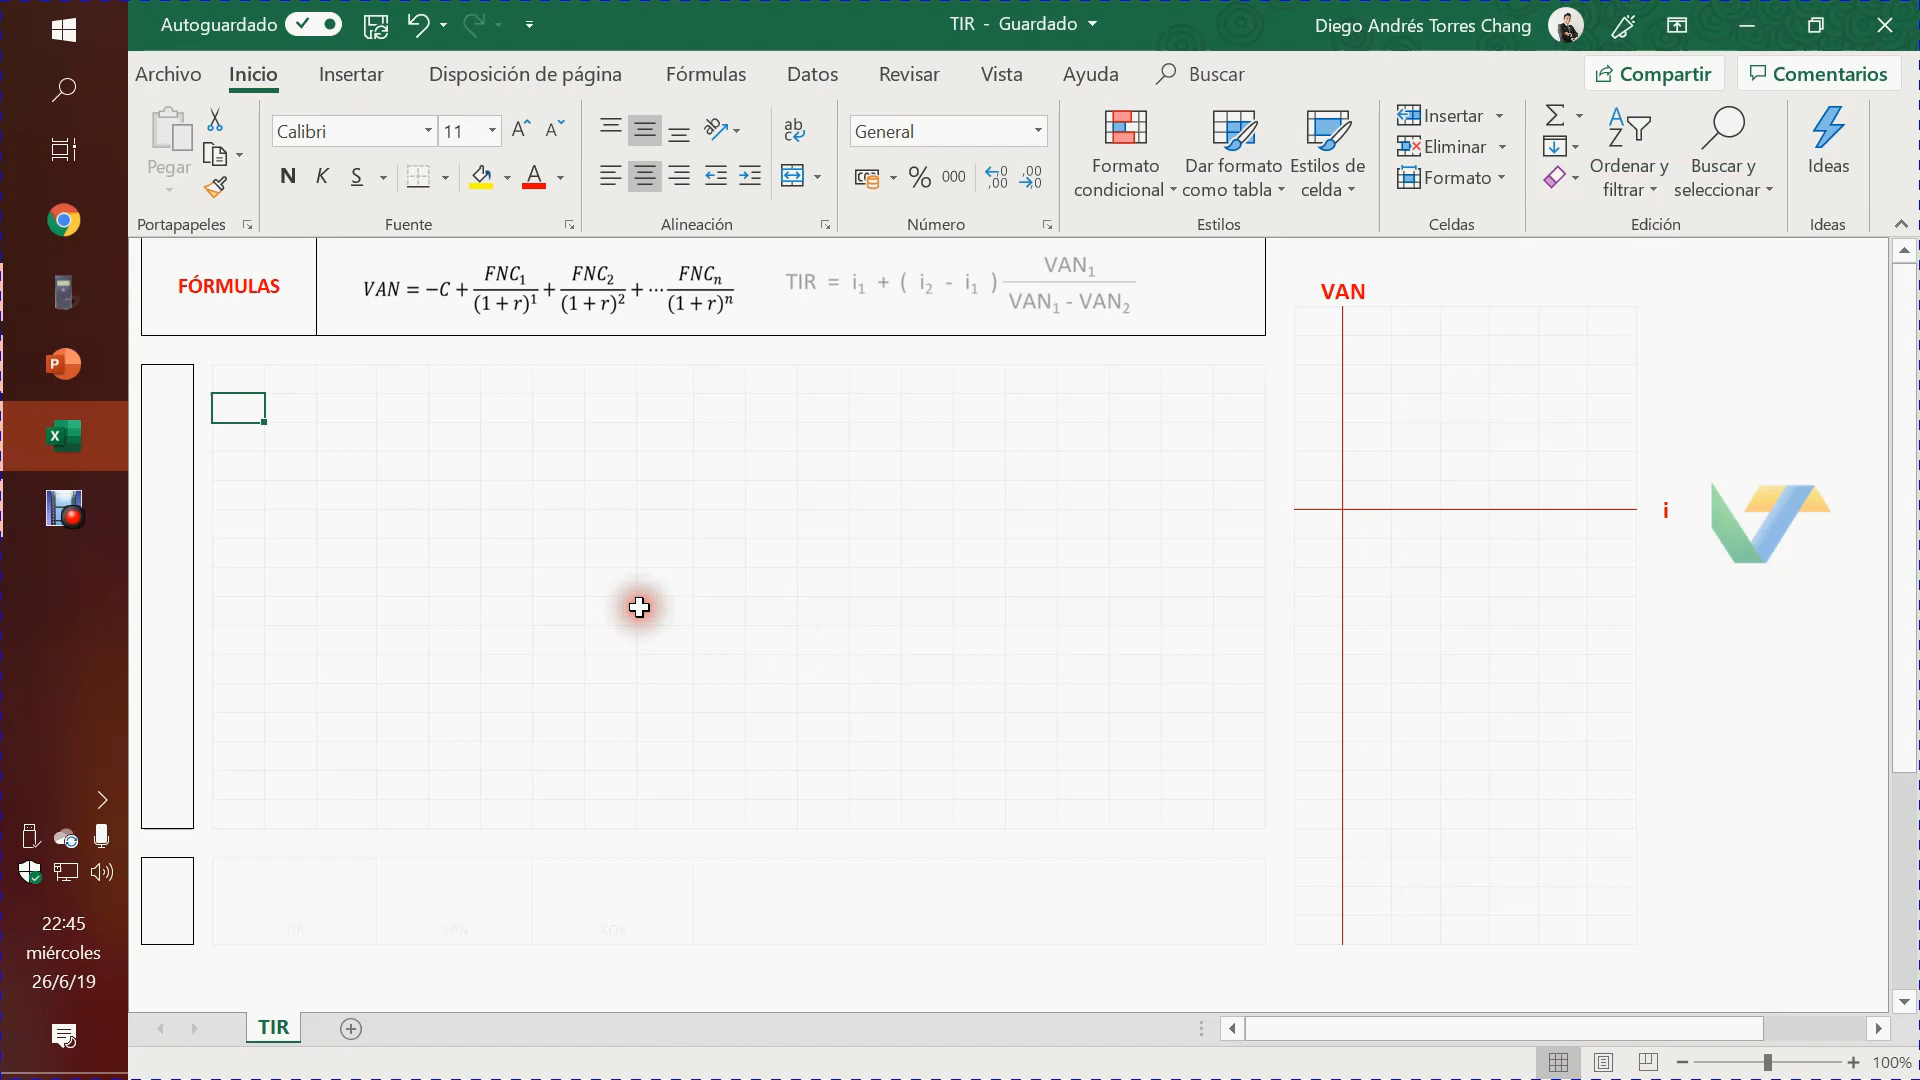 Autoguardado
TIR - Guardado
Diego Andrés Torres Chang
Archivo Inicio Insertar Disposición de página Fórmulas Datos Revisar Vista Ayuda Buscar Compartir Comentarios
Pegar
Calibri 11
N K S
General
% 000
Formato condicional
Dar formato como tabla
Estilos de celda
Insertar
Eliminar
Formato
Ordenar y filtrar
Buscar y seleccionar
Ideas
Portapapeles Fuente Alineación Número Estilos Celdas Edición Ideas
FÓRMULAS
VAN = −C + FNC₁/(1 + r)¹ + FNC₂/(1 + r)² + ⋯ FNCₙ/(1 + r)ⁿ
TIR = i₁ + ( i₂ - i₁ ) VAN₁/VAN₁ - VAN₂
VAN
i
TIR VAN KOK
22:45
miércoles
26/6/19
TIR
100%